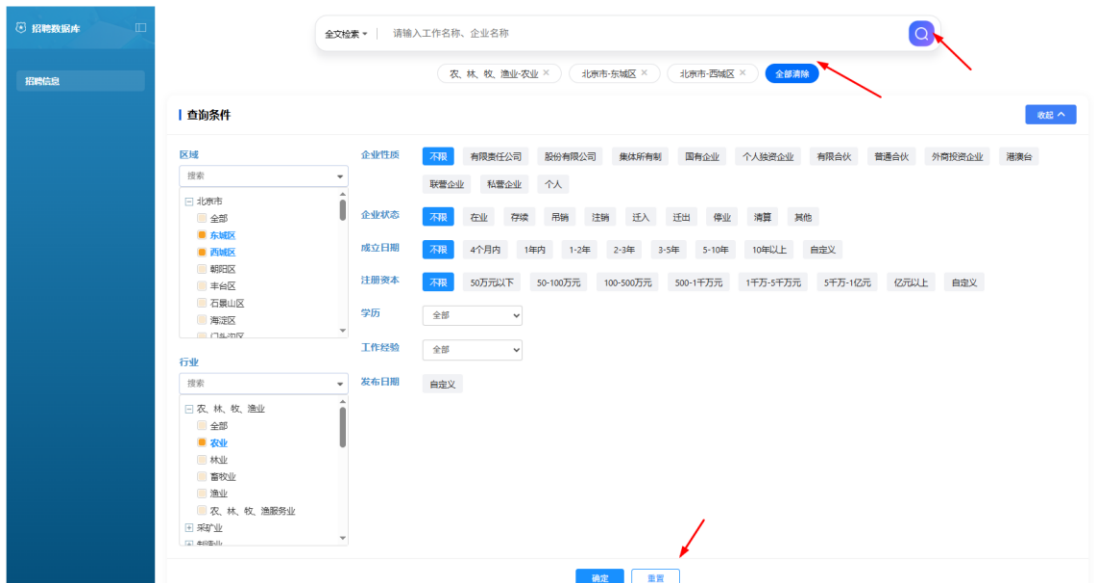 招聘数据库
招聘信息
全文检索 请输入工作名称、企业名称
农、林、牧、渔业-农业 × 北京市-东城区 × 北京市-西城区 × 全部清除
查询条件 收起
区域
搜索
北京市
全部
东城区
西城区
朝阳区
丰台区
石景山区
海淀区
门头沟区
行业
搜索
农、林、牧、渔业
全部
农业
林业
畜牧业
渔业
农、林、牧、渔服务业
采矿业
制造业
企业性质 不限 有限责任公司 股份有限公司 集体所有制 国有企业 个人独资企业 有限合伙 普通合伙 外商投资企业 港澳台
联营企业 私营企业 个人
企业状态 不限 在业 存续 吊销 注销 迁入 迁出 停业 清算 其他
成立日期 不限 4个月内 1年内 1-2年 2-3年 3-5年 5-10年 10年以上 自定义
注册资本 不限 50万元以下 50-100万元 100-500万元 500-1千万元 1千万-5千万元 5千万-1亿元 亿元以上 自定义
学历 全部
工作经验 全部
发布日期 自定义
确定 重置